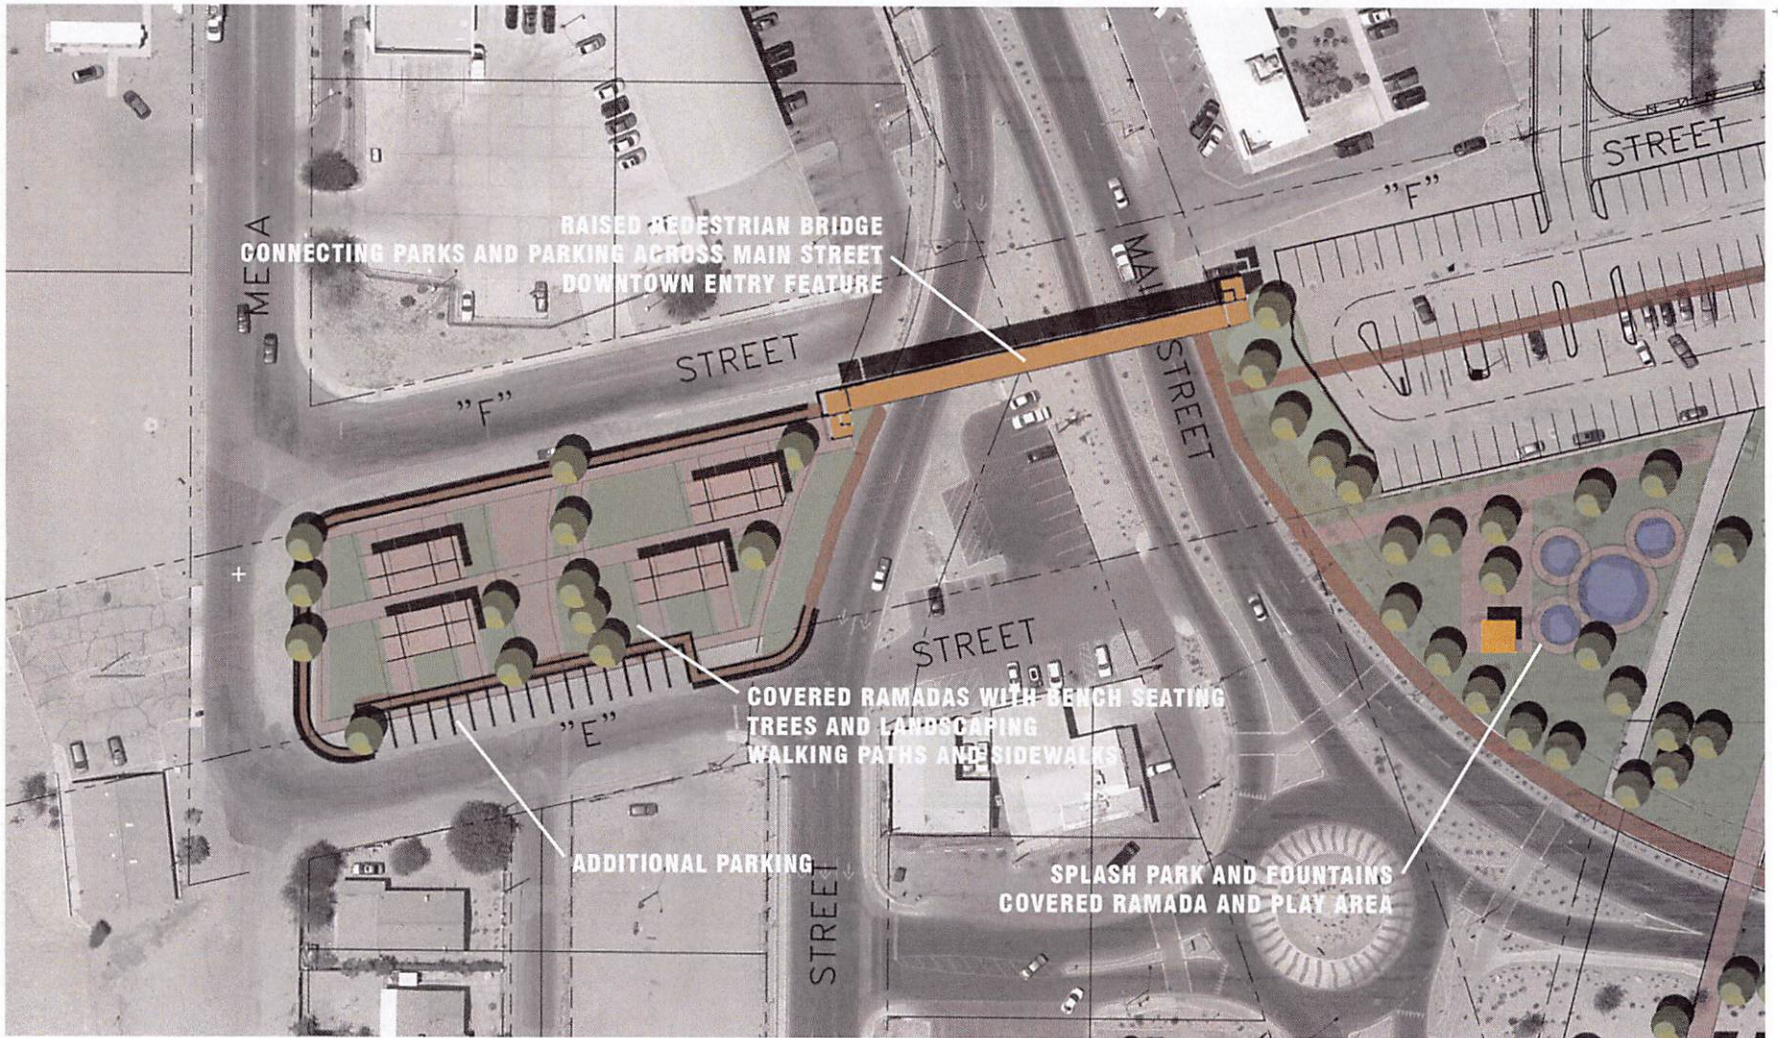 STREET
"F"
MESA
RAISED PEDESTRIAN BRIDGE
CONNECTING PARKS AND PARKING ACROSS MAIN STREET
DOWNTOWN ENTRY FEATURE
MAIN
STREET
STREET
"F"
STREET
COVERED RAMADAS WITH BENCH SEATING
TREES AND LANDSCAPING
WALKING PATHS AND SIDEWALKS
"E"
ADDITIONAL PARKING
STREET
SPLASH PARK AND FOUNTAINS
COVERED RAMADA AND PLAY AREA